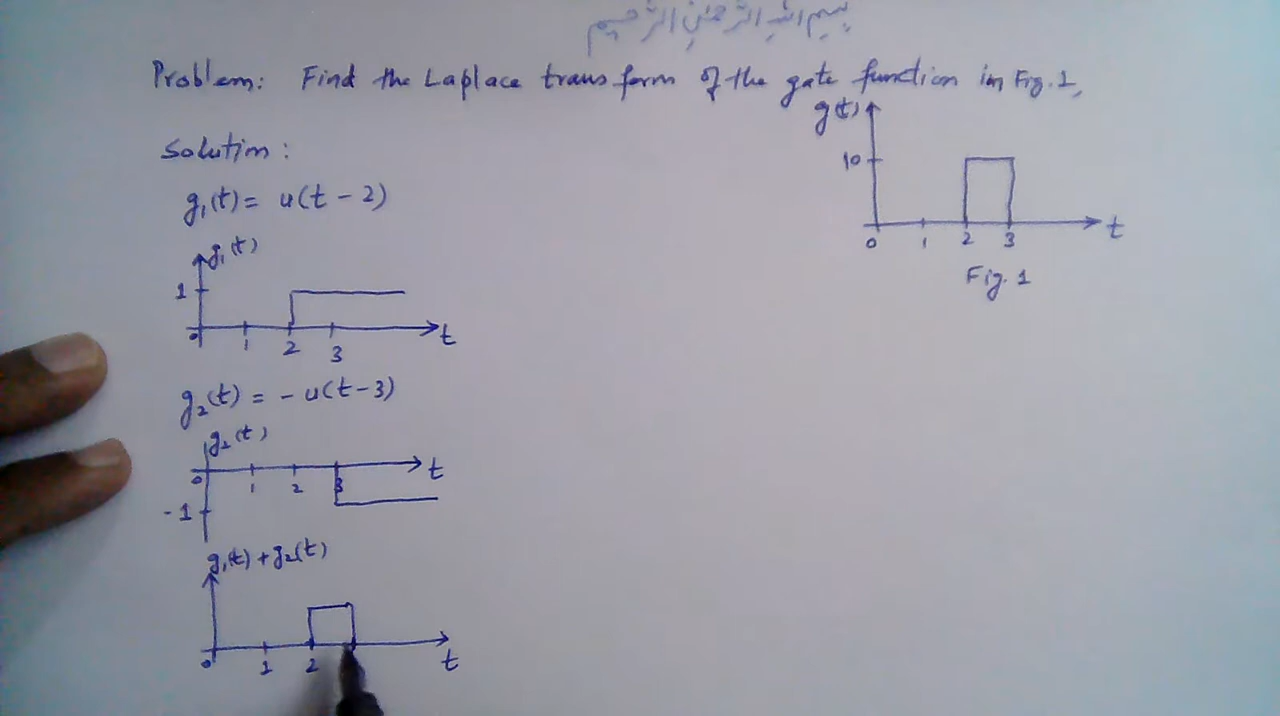 بسم الله الرحمن الرحيم
Problem: Find the Laplace transform of the gate function in Fig. 1,
g(t)
10
0 1 2 3 t
Fig. 1
Solution:
g₁(t) = u(t - 2)
g₁(t)
1
0 1 2 3 t
g₂(t) = - u(t-3)
g₂(t)
0 1 2 3 t
-1
g₁(t) + g₂(t)
0 1 2 t